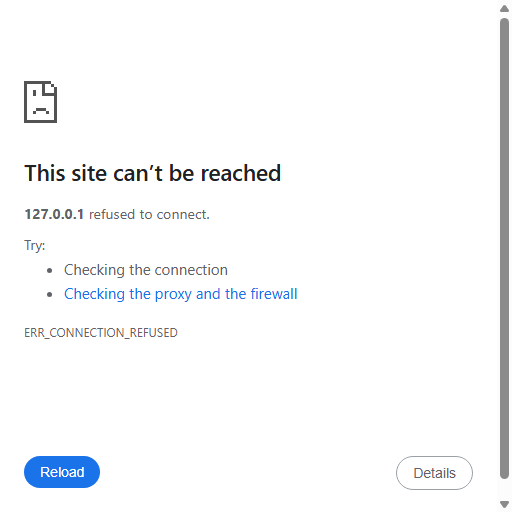 This site can’t be reached
127.0.0.1 refused to connect.
Try:
Checking the connection
Checking the proxy and the firewall
ERR_CONNECTION_REFUSED
Reload
Details